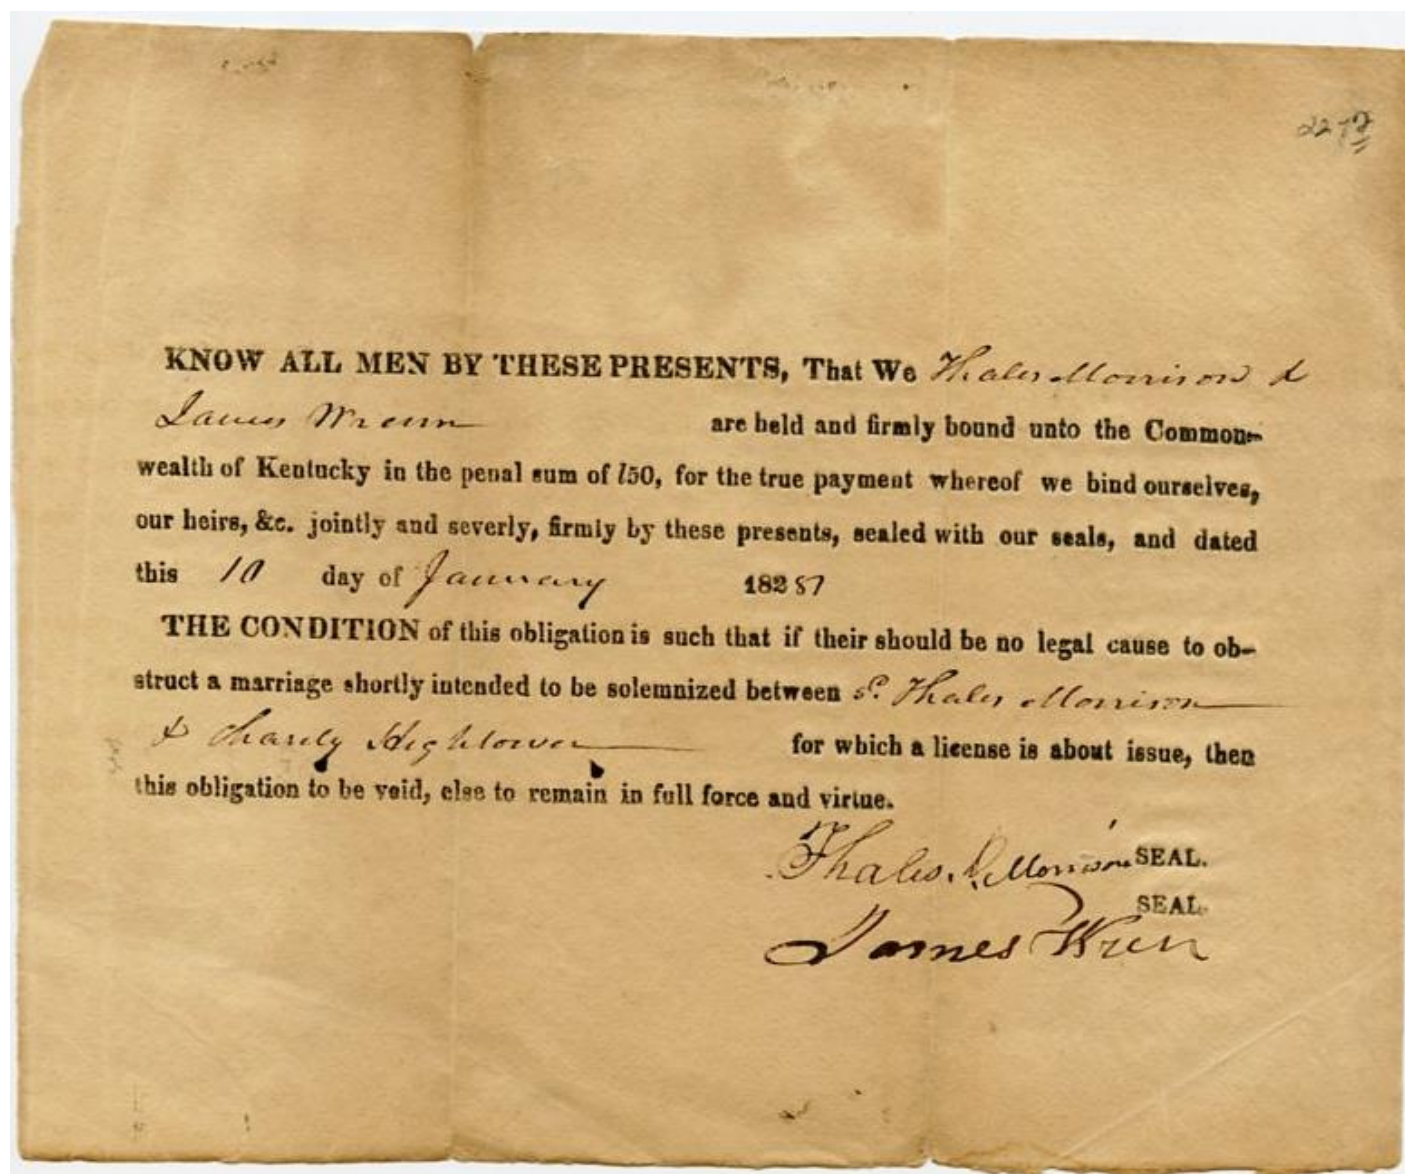 KNOW ALL MEN BY THESE PRESENTS, That We Thales Morrison &
James Wrenn are held and firmly bound unto the Common-
wealth of Kentucky in the penal sum of 150, for the true payment whereof we bind ourselves,
our heirs, &c. jointly and severly, firmly by these presents, sealed with our seals, and dated
this 10 day of January 182
THE CONDITION of this obligation is such that if their should be no legal cause to ob-
struct a marriage shortly intended to be solemnized between sd. Thales Morrison
& Hightower for which a license is about issue, then
this obligation to be void, else to remain in full force and virtue.
Thales Morrison SEAL.
SEAL.
James Wren